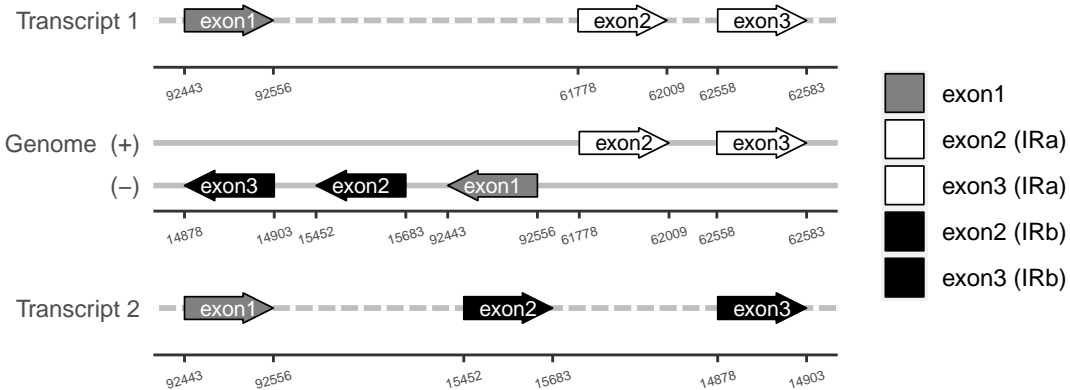 Transcript 1 exon1 exon2 exon3
92443 92556 61778 62009 62558 62583
Genome (+) exon2 exon3
(−) exon3 exon2 exon1
14878 14903 15452 15683 92443 92556 61778 62009 62558 62583
Transcript 2 exon1 exon2 exon3
92443 92556 15452 15683 14878 14903
exon1
exon2 (IRa)
exon3 (IRa)
exon2 (IRb)
exon3 (IRb)